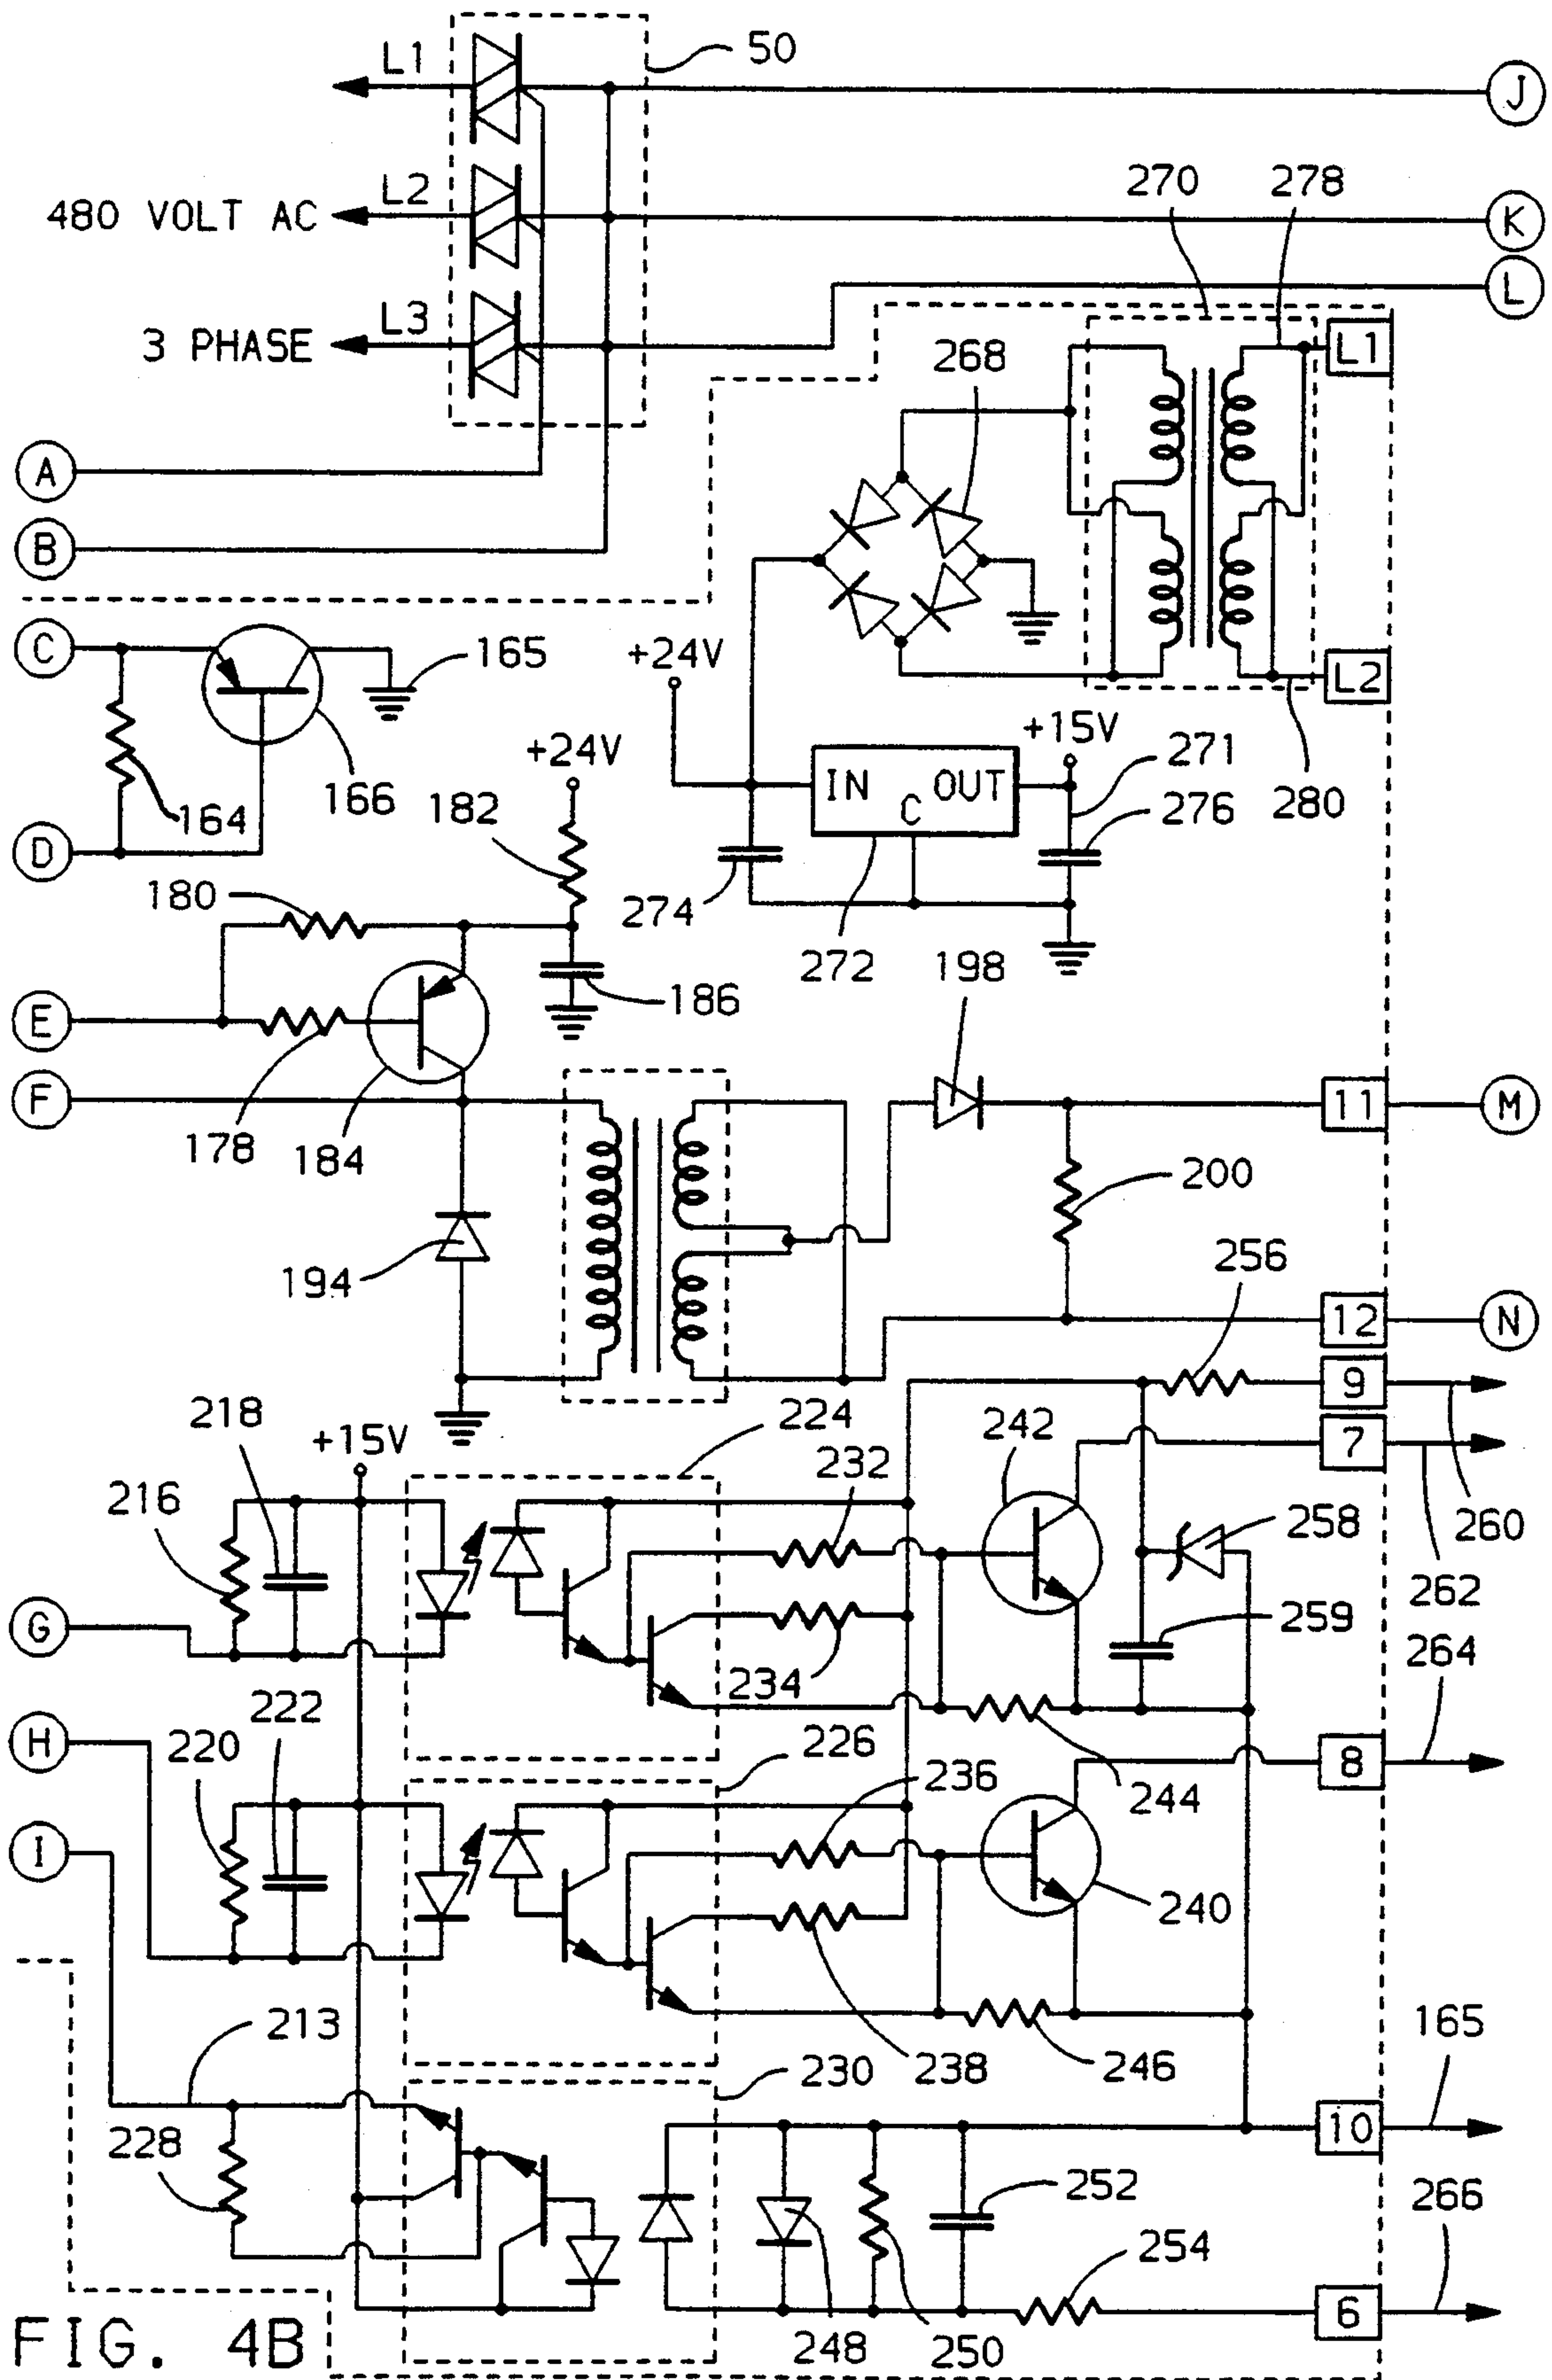 L1
50
J
270
278
480 VOLT AC
L2
K
L
3 PHASE
L3
268
L1
A
B
C
165
+24V
L2
+15V
+24V
271
166
182
IN
OUT
C
276
280
164
D
180
274
272
198
186
E
F
178
184
11
M
200
256
194
12
N
9
224
218
+15V
242
7
232
216
258
260
262
G
259
234
264
222
H
220
226
8
236
244
I
240
213
165
238
246
230
10
228
252
266
254
6
248
250
FIG. 4B